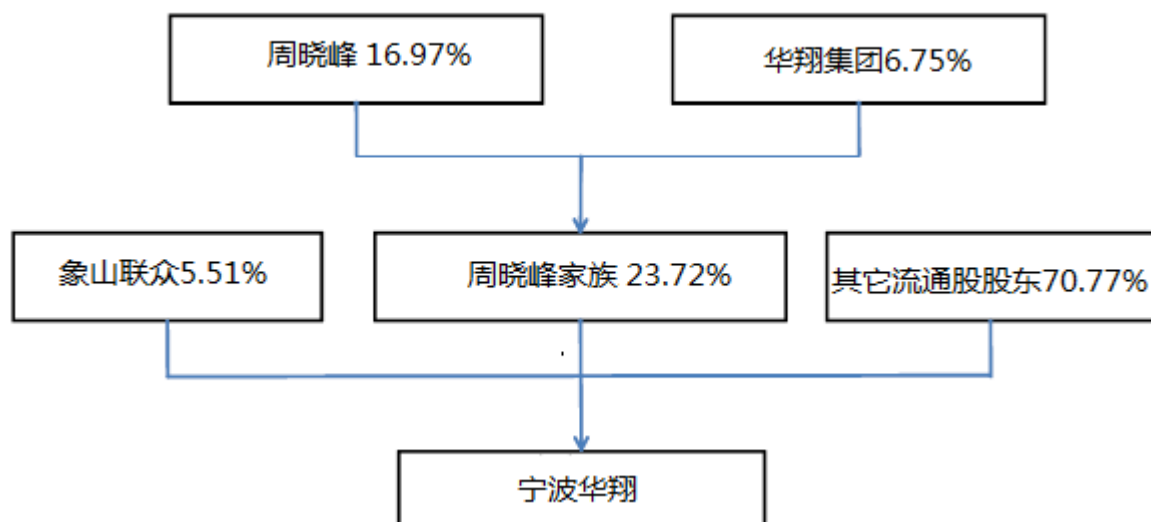 周晓峰 16.97%
华翔集团6.75%
象山联众5.51%
周晓峰家族 23.72%
其它流通股股东70.77%
宁波华翔